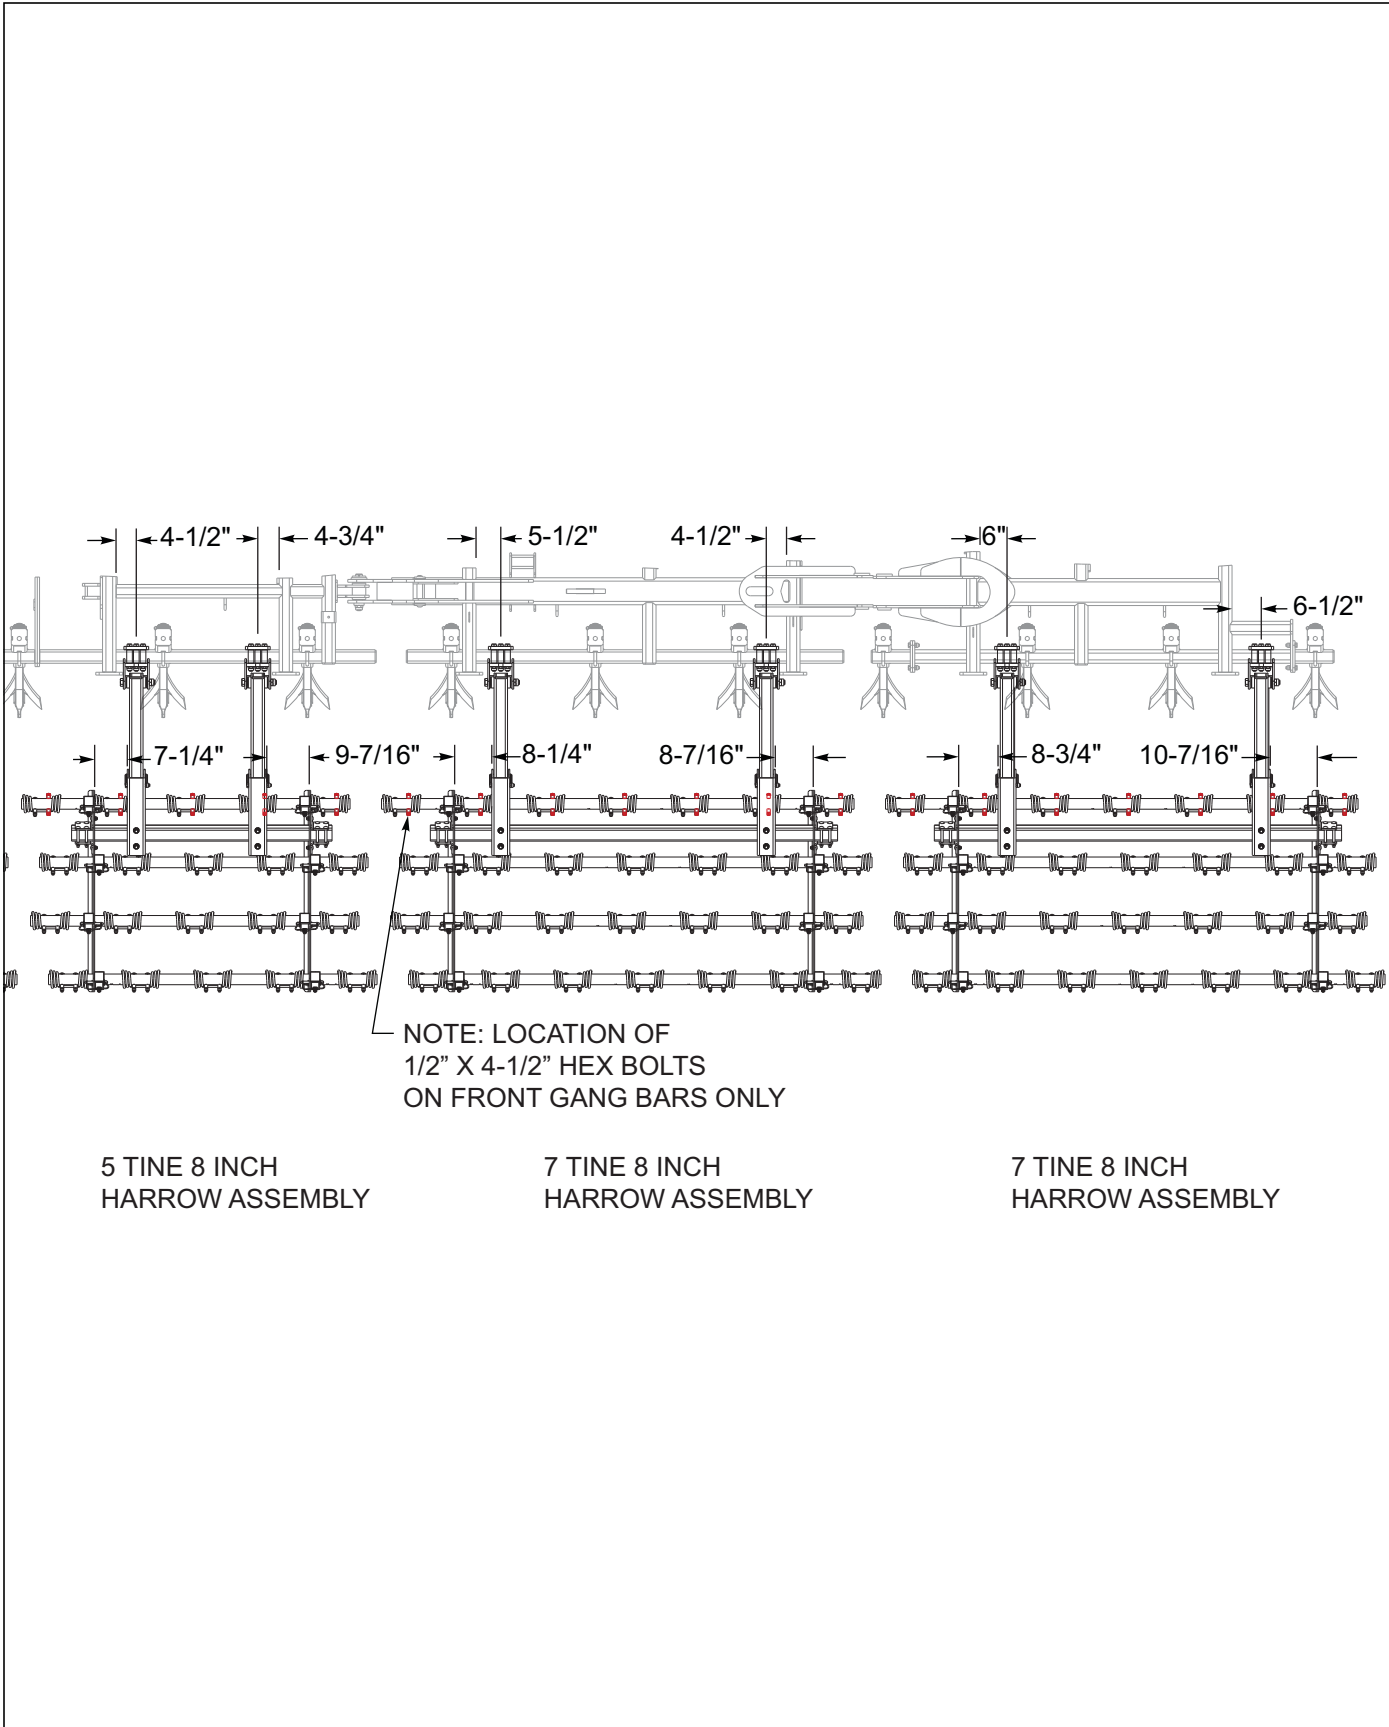 4-1/2" 4-3/4" 5-1/2" 4-1/2" 6"
6-1/2"
7-1/4" 9-7/16" 8-1/4" 8-7/16" 8-3/4" 10-7/16"
NOTE: LOCATION OF
1/2” X 4-1/2” HEX BOLTS
ON FRONT GANG BARS ONLY
5 TINE 8 INCH
HARROW ASSEMBLY
7 TINE 8 INCH
HARROW ASSEMBLY
7 TINE 8 INCH
HARROW ASSEMBLY